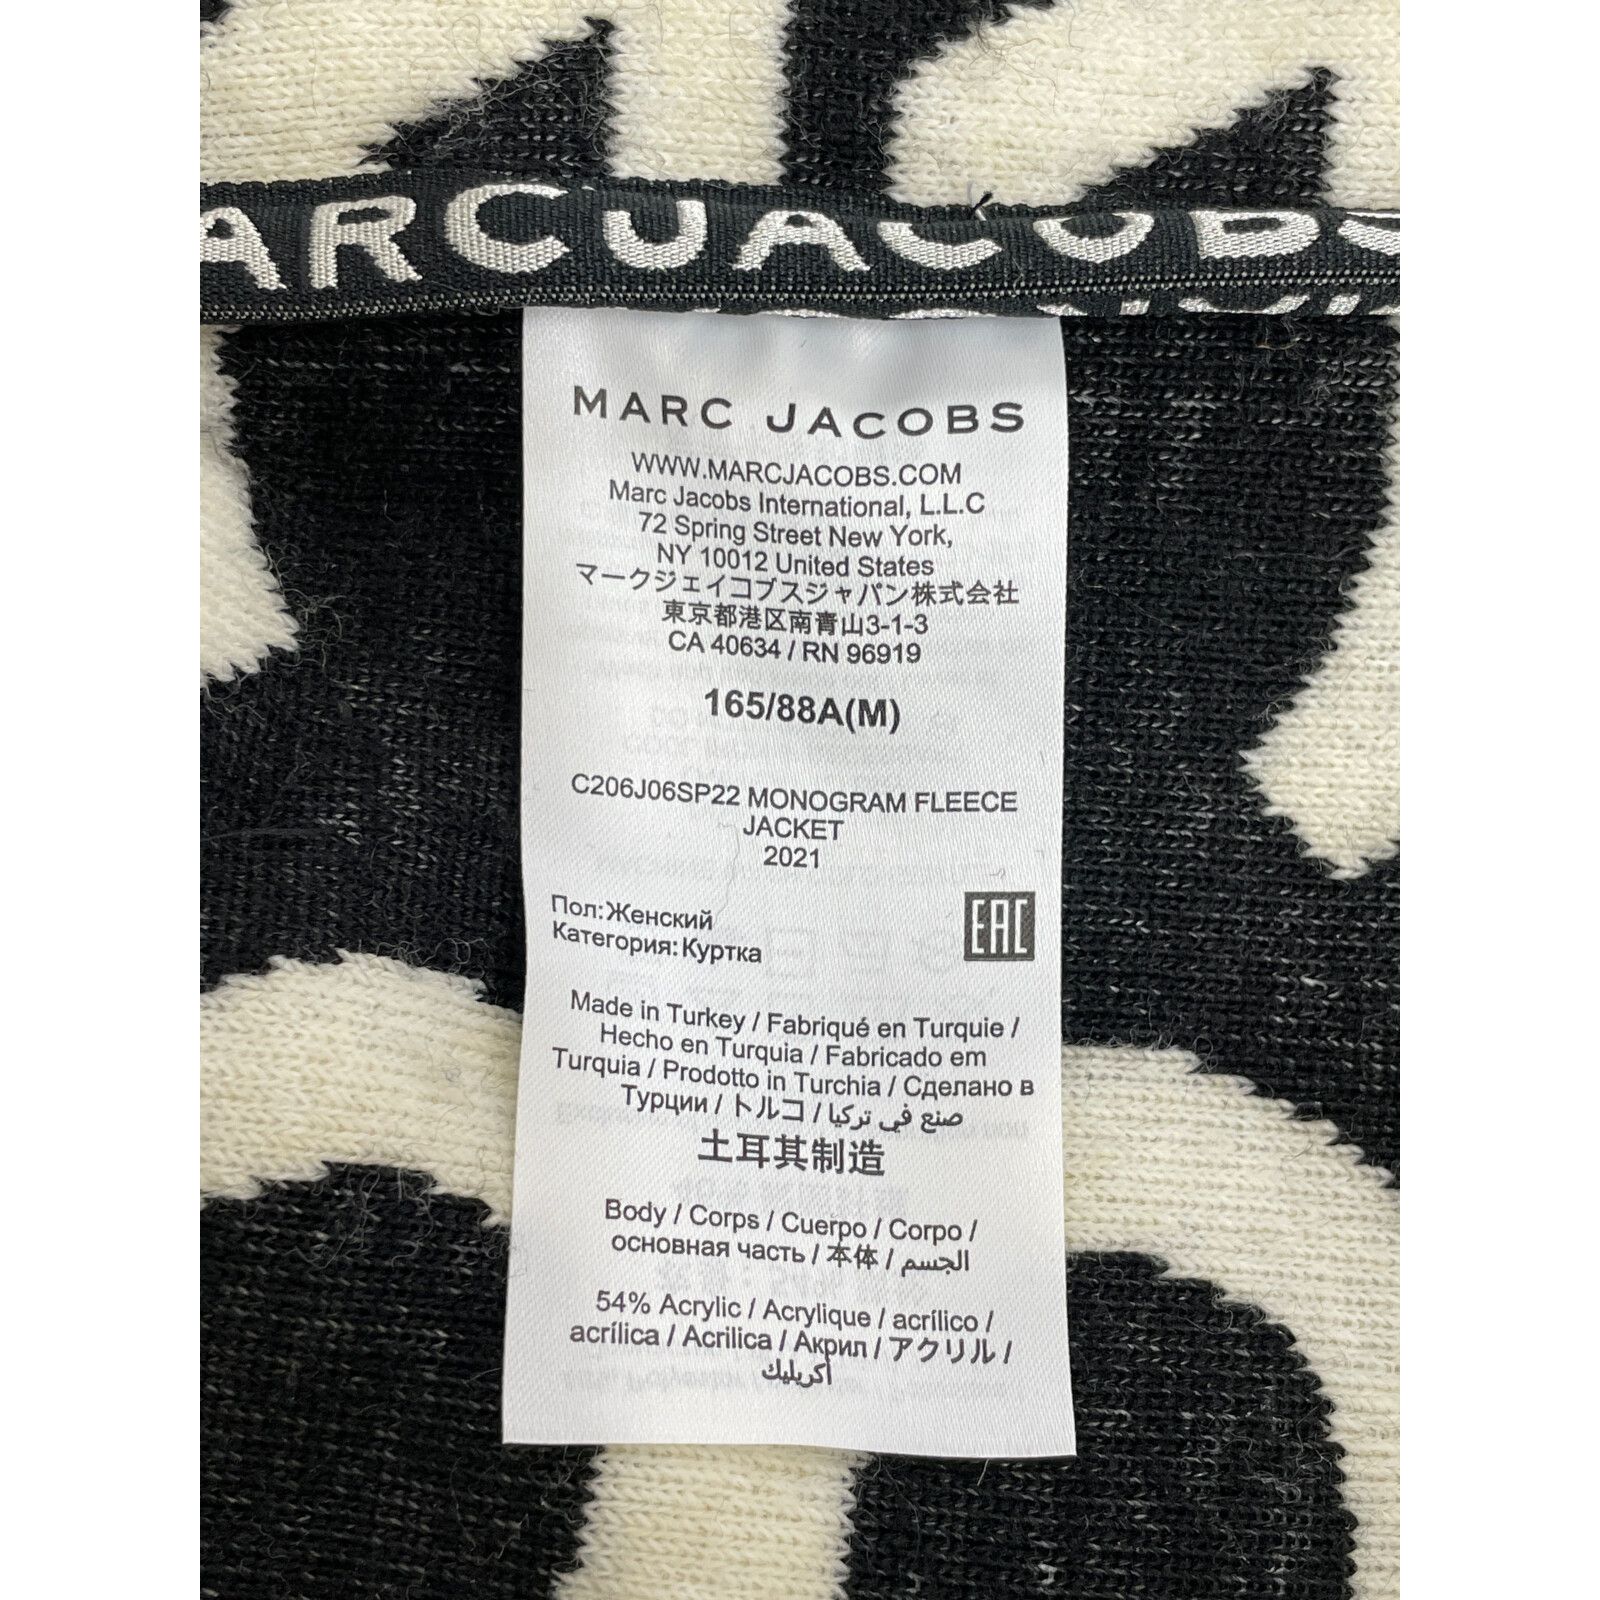 MARCJACOBS
MARC JACOBS
WWW.MARCJACOBS.COM
Marc Jacobs International, L.L.C
72 Spring Street New York,
NY 10012 United States
マークジェイコブスジャパン株式会社
東京都港区南青山3-1-3
CA 40634 / RN 96919
165/88A(M)
C206J06SP22 MONOGRAM FLEECE
JACKET
2021
Пол:Женский
Категория:Куртка
EAC
Made in Turkey / Fabriqué en Turquie /
Hecho en Turquia / Fabricado em
Turquia / Prodotto in Turchia / Сделано в
Турции / トルコ / صنع في تركيا
土耳其制造
Body / Corps / Cuerpo / Corpo /
основная часть / 本体 / الجسم
54% Acrylic / Acrylique / acrílico /
acrílica / Acrilica / Акрил / アクリル /
أكريليك